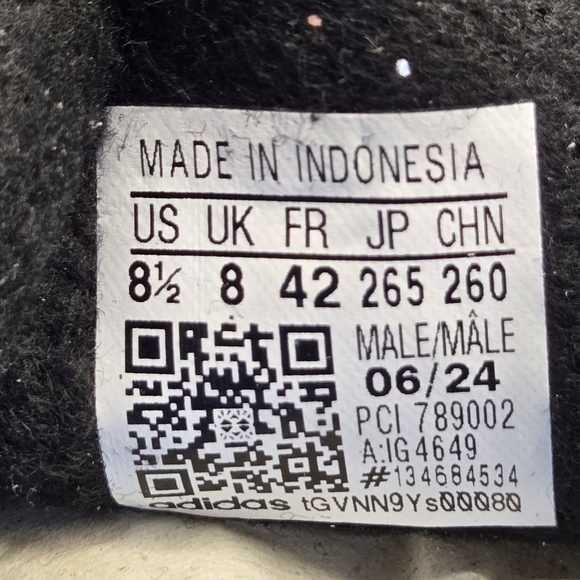 MADE IN INDONESIA
US UK FR JP CHN
8½ 8 42 265 260
MALE/MÂLE
06/24
PCI 789002
A:IG4649
#134684534
adidas tGVNN9Ys00080